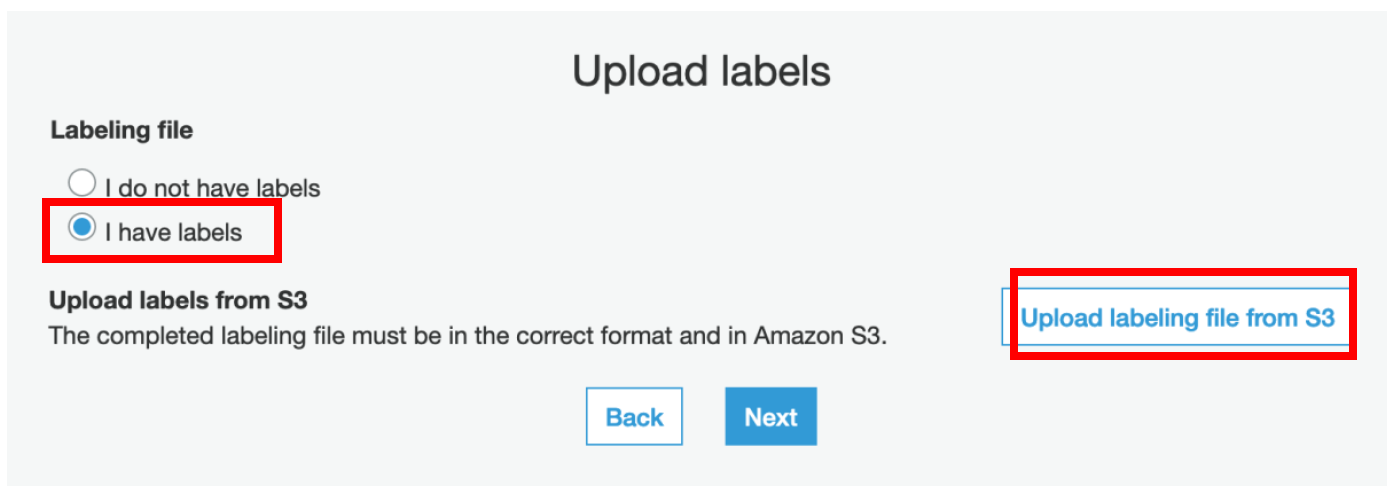 Upload labels
Labeling file
I do not have labels
I have labels
Upload labels from S3
The completed labeling file must be in the correct format and in Amazon S3.
Upload labeling file from S3
Back
Next